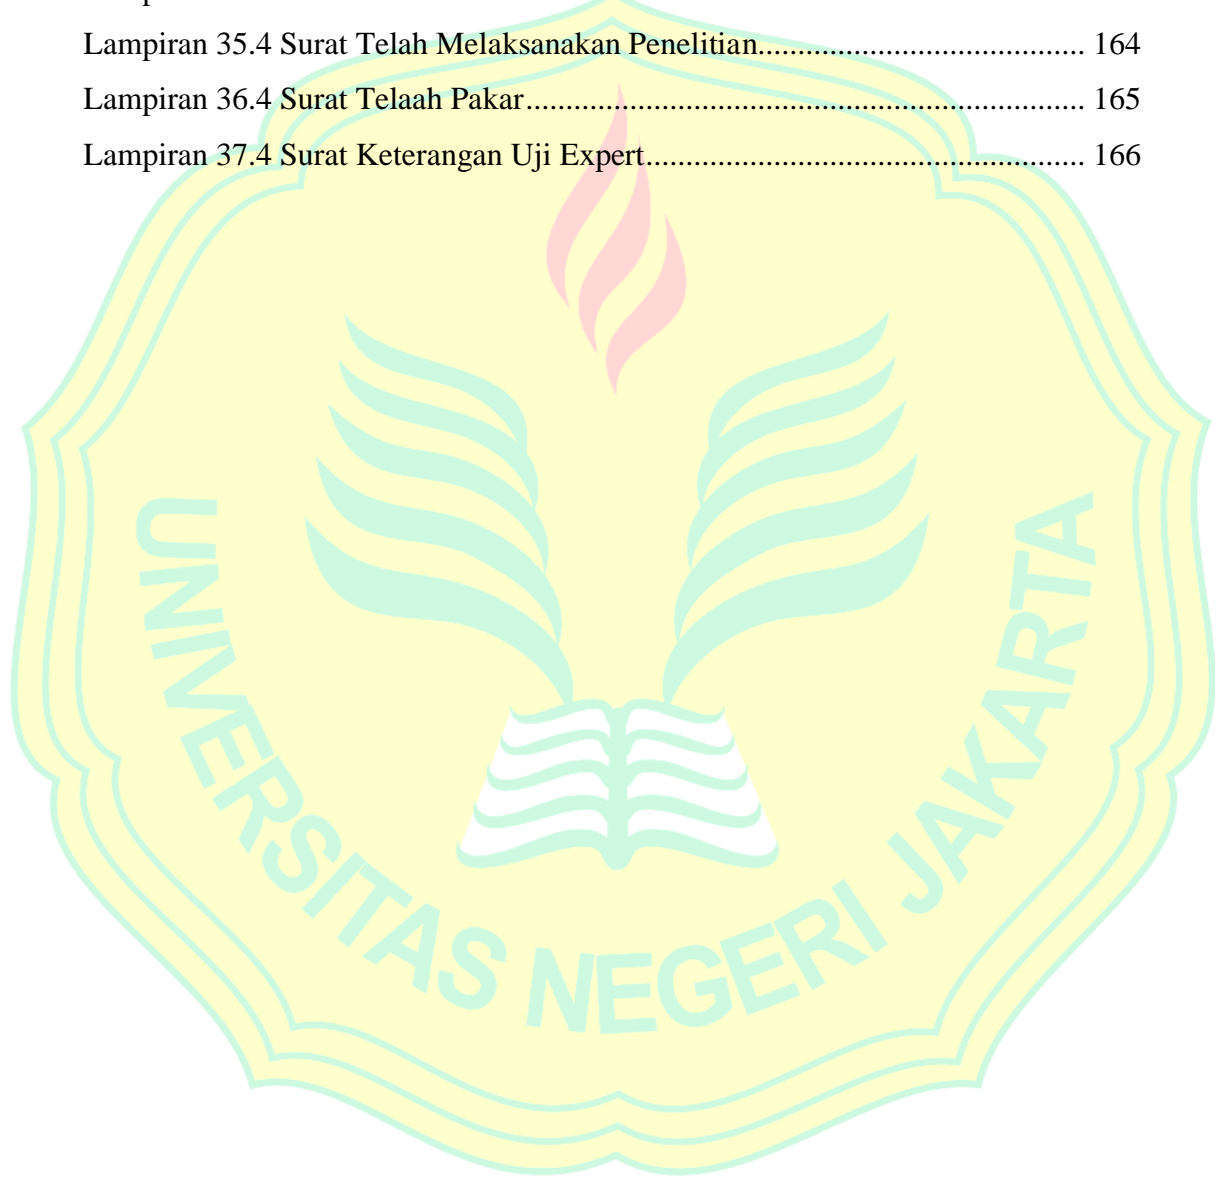 Lampiran 35.4 Surat Telah Melaksanakan Penelitian......................................... 164
Lampiran 36.4 Surat Telaah Pakar...................................................................... 165
Lampiran 37.4 Surat Keterangan Uji Expert....................................................... 166
UNIVERSITAS NEGERI JAKARTA